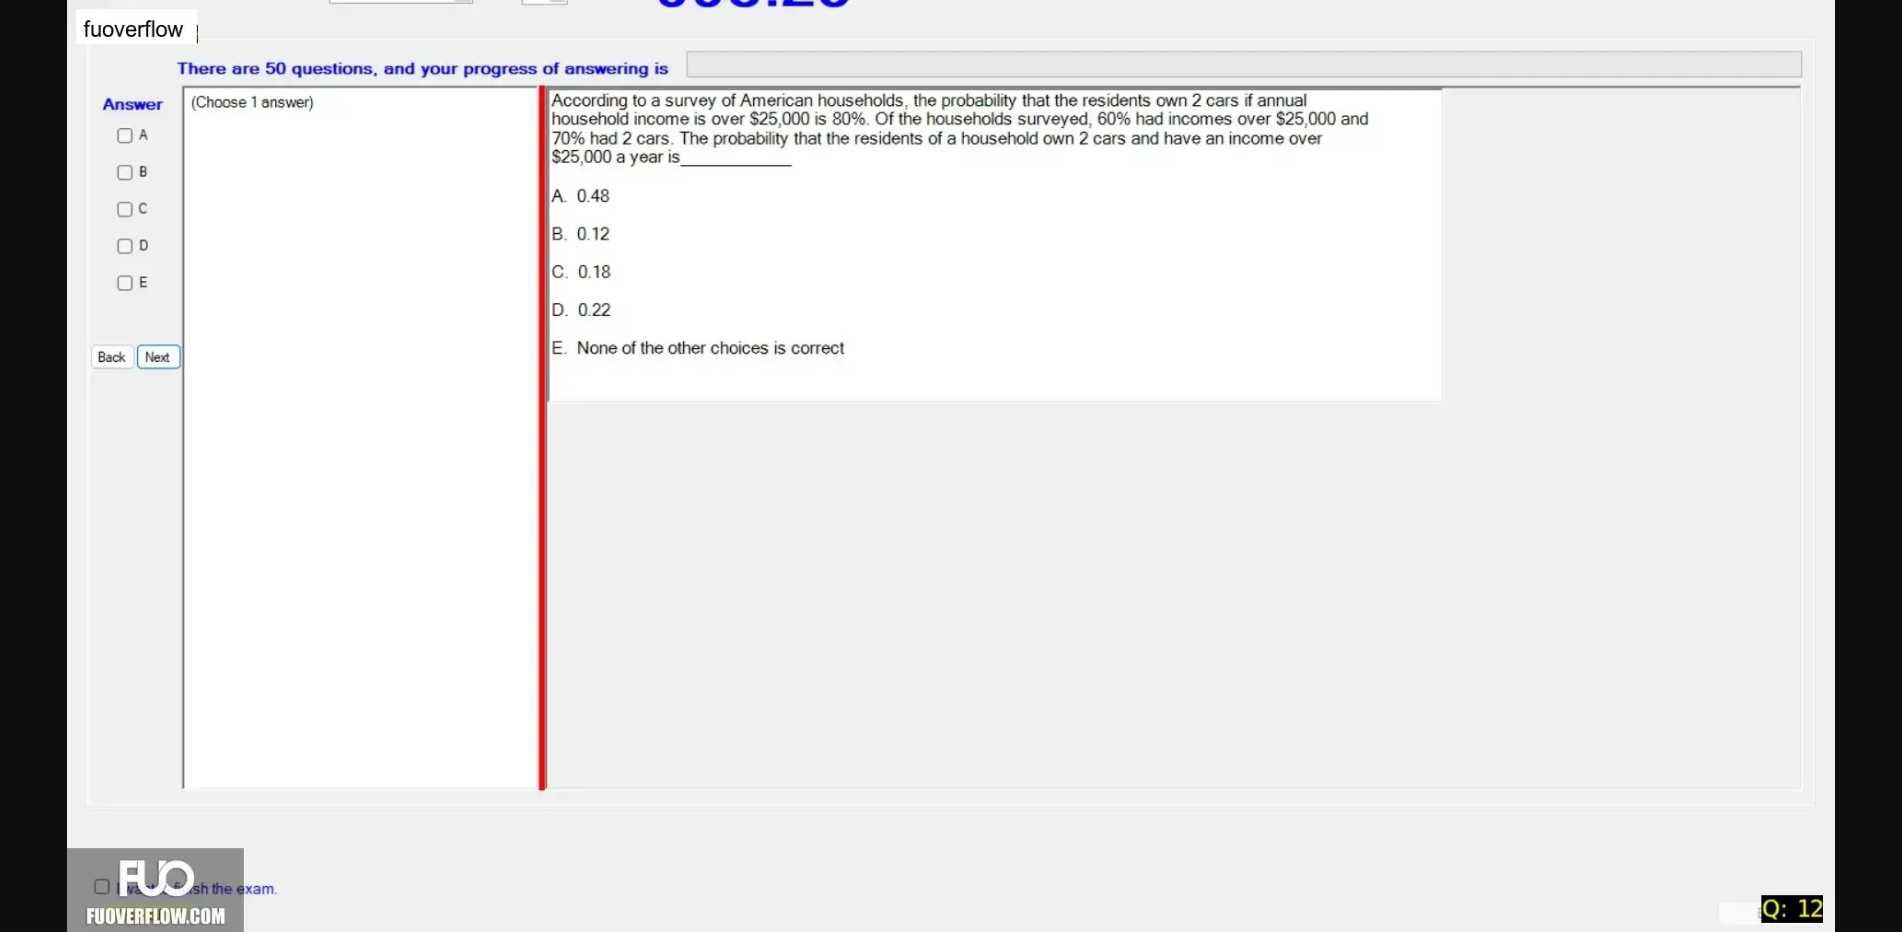 fuoverflow
There are 50 questions, and your progress of answering is
Answer
(Choose 1 answer)
A
B
C
D
E
Back Next
According to a survey of American households, the probability that the residents own 2 cars if annual
household income is over $25,000 is 80%. Of the households surveyed, 60% had incomes over $25,000 and
70% had 2 cars. The probability that the residents of a household own 2 cars and have an income over
$25,000 a year is____________
A. 0.48
B. 0.12
C. 0.18
D. 0.22
E. None of the other choices is correct
FUO
the exam.
FUOVERFLOW.COM
Q: 12